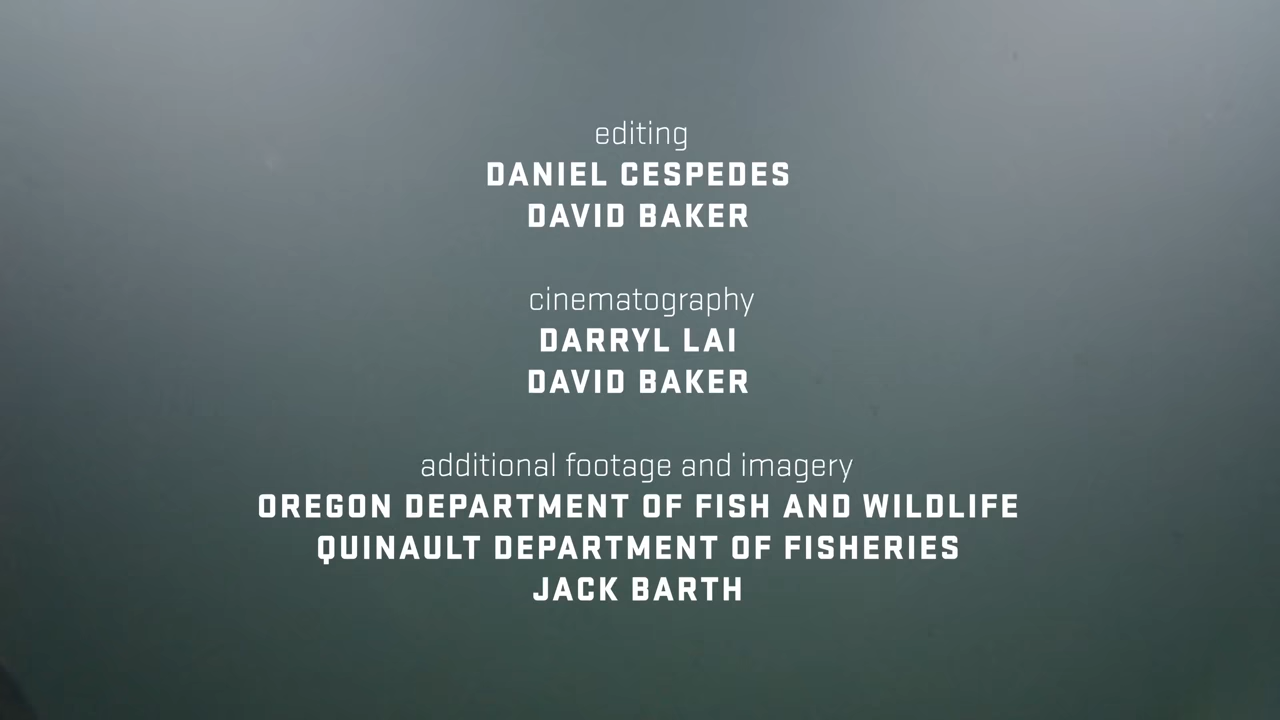 editing
DANIEL CESPEDES
DAVID BAKER
cinematography
DARRYL LAI
DAVID BAKER
additional footage and imagery
OREGON DEPARTMENT OF FISH AND WILDLIFE
QUINAULT DEPARTMENT OF FISHERIES
JACK BARTH